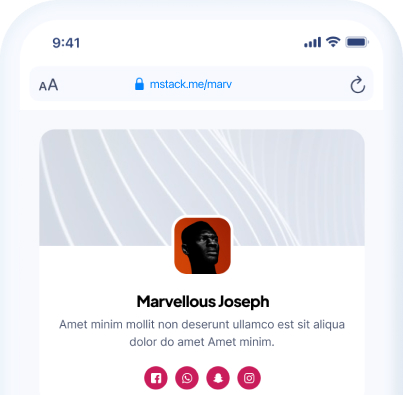 9:41
AA mstack.me/marv
Marvellous Joseph
Amet minim mollit non deserunt ullamco est sit aliqua
dolor do amet Amet minim.